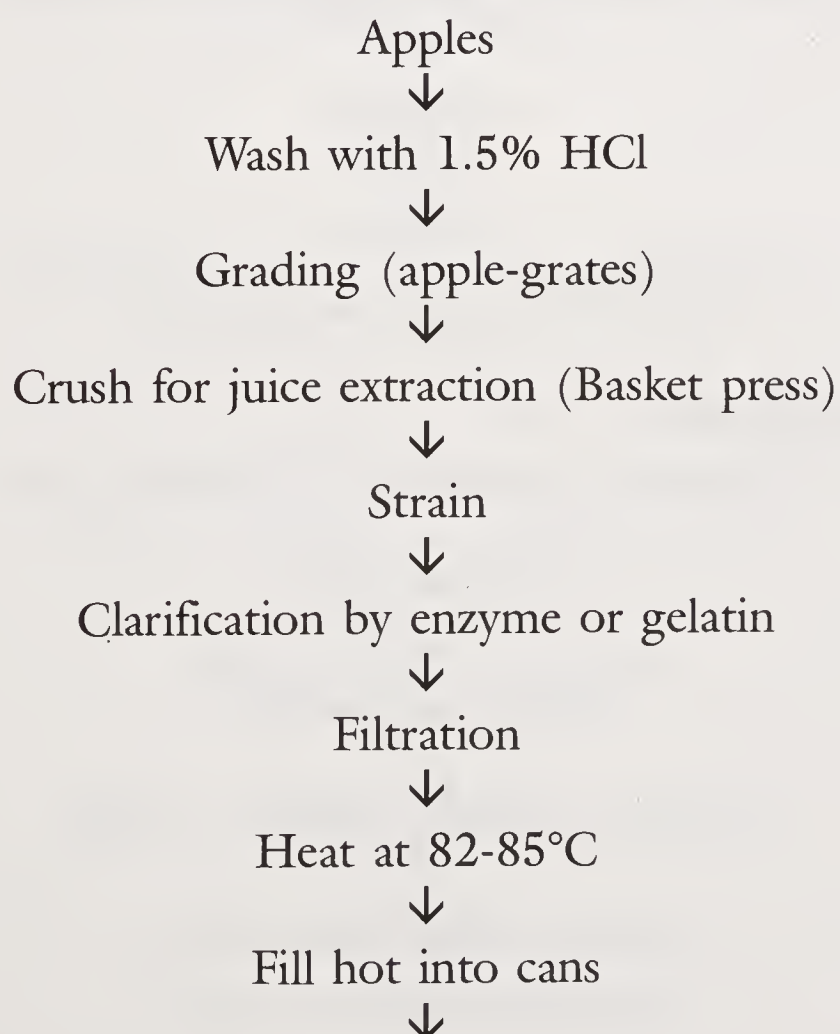 Apples
↓
Wash with 1.5% HCl
↓
Grading (apple-grates)
↓
Crush for juice extraction (Basket press)
↓
Strain
↓
Clarification by enzyme or gelatin
↓
Filtration
↓
Heat at 82-85°C
↓
Fill hot into cans
↓